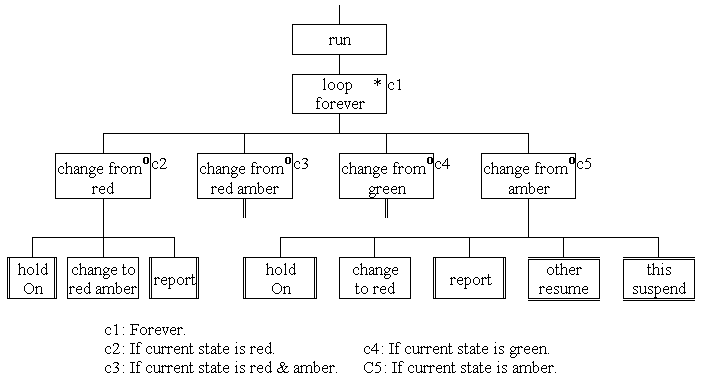 run
loop * c1
forever
change from o c2
red
change from o c3
red amber
change from o c4
green
change from o c5
amber
hold
On
change to
red amber
report
hold
On
change
to red
report
other
resume
this
suspend
c1: Forever.
c2: If current state is red.
c4: If current state is green.
c3: If current state is red & amber.
C5: If current state is amber.